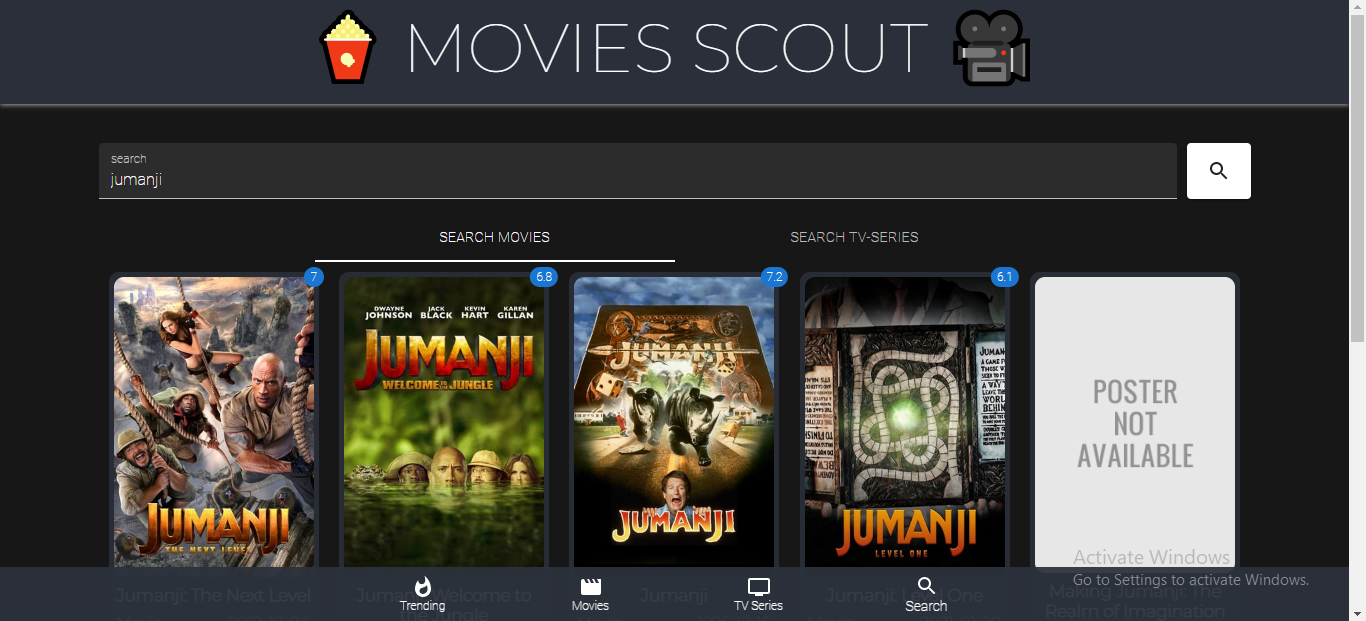 MOVIES SCOUT
search
jumanji
SEARCH MOVIES
SEARCH TV-SERIES
7
6.8
7.2
6.1
JUMANJI
THE NEXT LEVEL
DWAYNE JOHNSON
JACK BLACK
KEVIN HART
KAREN GILLAN
JUMANJI
WELCOME TO THE JUNGLE
JUMANJI
JUMANJI
JUMANJI
A GAME FOR
JUMANJI
LEVEL ONE
POSTER
NOT
AVAILABLE
Activate Windows
Go to Settings to activate Windows.
Jumanji: The Next Level
Jumanji: Welcome to
the Jungle
Jumanji
Jumanji: Level One
Making Jumanji: The
Realm of Imagination
Trending
Movies
TV Series
Search